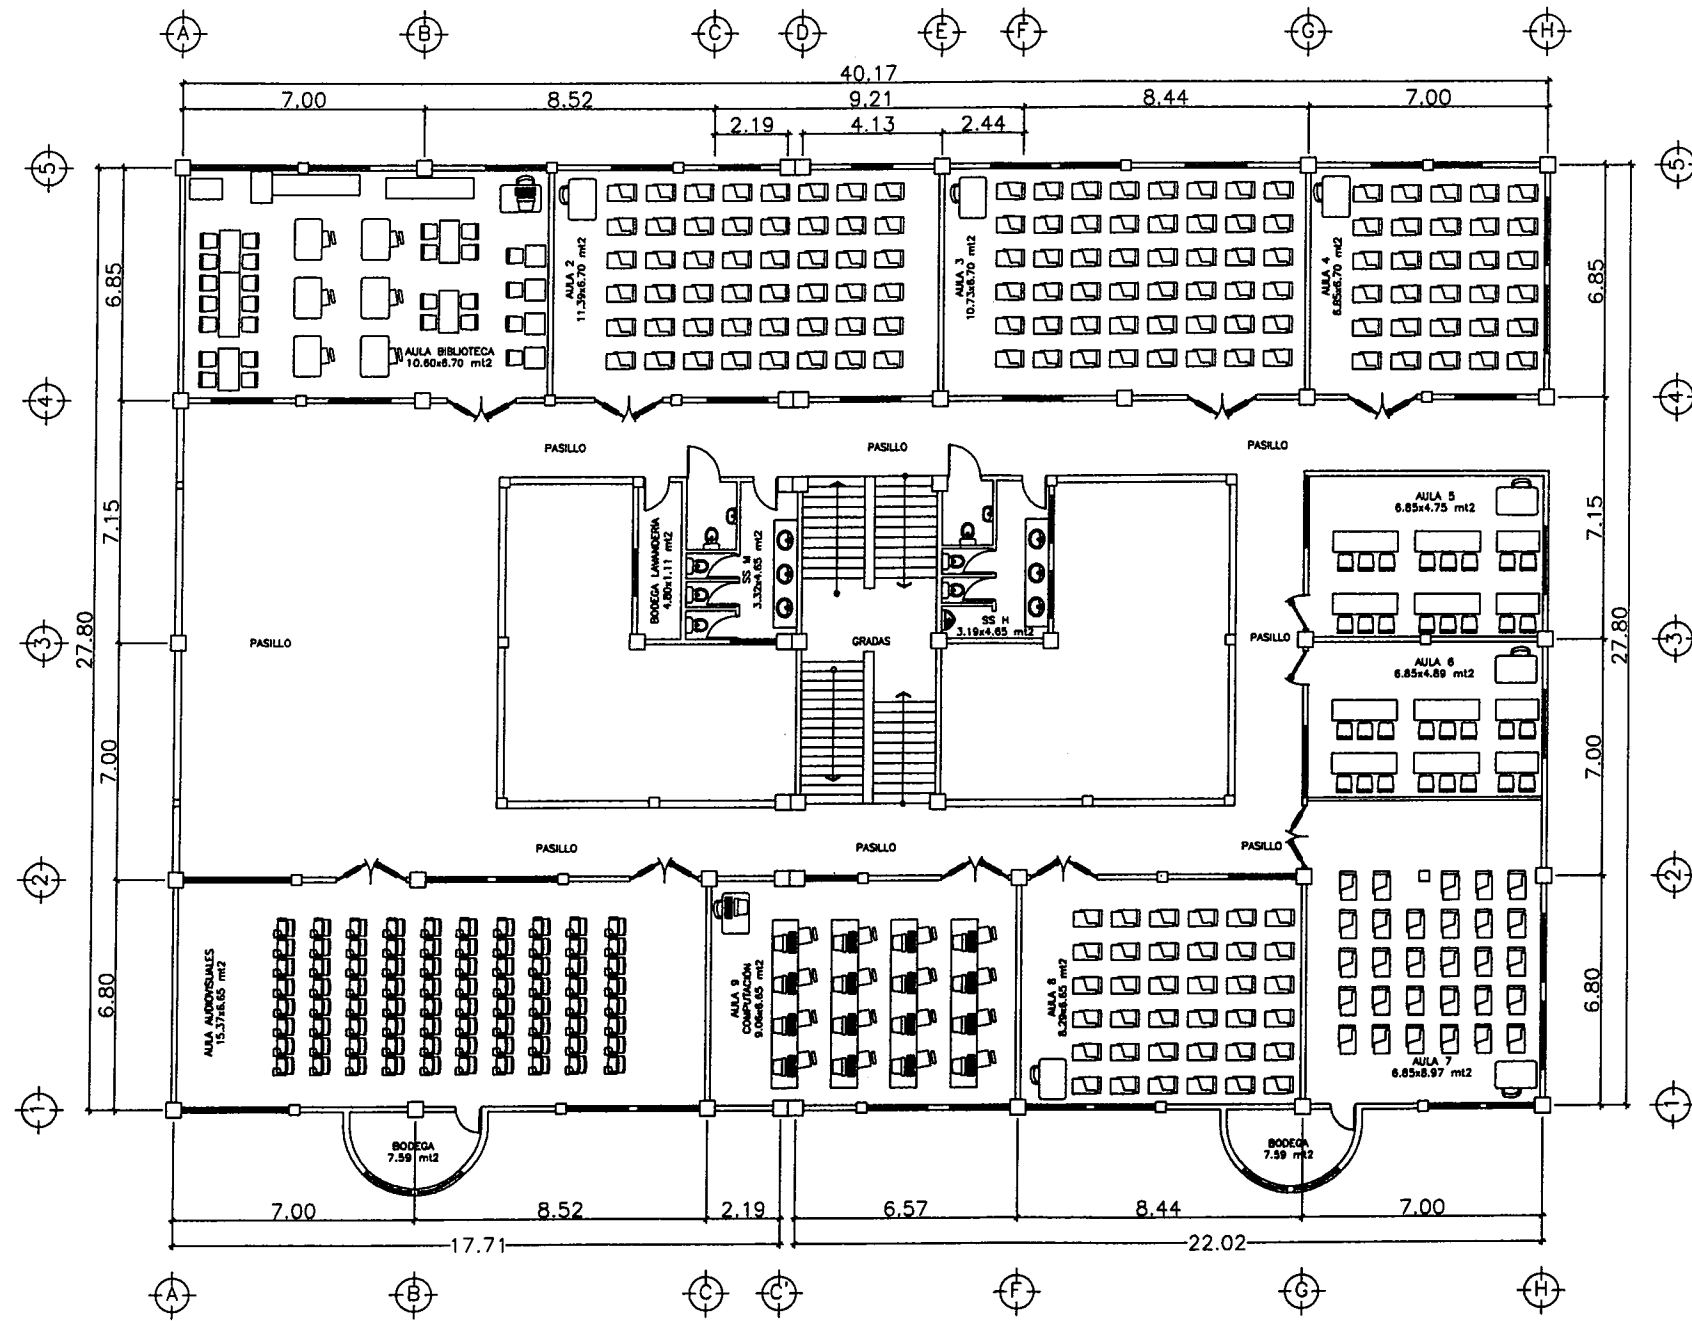 A B C D E F G H
40.17
7.00 8.52 9.21 8.44 7.00
2.19 4.13 2.44
5 5
6.85 6.85
AULA 2
11.39x6.70 mt2
AULA 3
10.73x6.70 mt2
AULA 4
6.85x6.70 mt2
AULA BIBLIOTECA
10.60x6.70 mt2
4 4
PASILLO PASILLO PASILLO
7.15 7.15
BODEGA LAVANDERIA
4.80x1.11 mt2
SS M
3.32x4.65 mt2
SS H
3.19x4.65 mt2
AULA 5
6.85x4.75 mt2
27.80 27.80
3 3
PASILLO GRADAS PASILLO
AULA 6
6.85x4.89 mt2
7.00 7.00
PASILLO PASILLO PASILLO
2 2
6.80 6.80
AULA AUDIOVISUALES
15.37x6.65 mt2
AULA 9
COMPUTACIÓN
9.06x6.65 mt2
AULA 8
8.29x6.65 mt2
AULA 7
6.85x8.97 mt2
1 1
BODEGA
7.59 mt2
BODEGA
7.59 mt2
7.00 8.52 2.19 6.57 8.44 7.00
17.71 22.02
A B C C' F G H